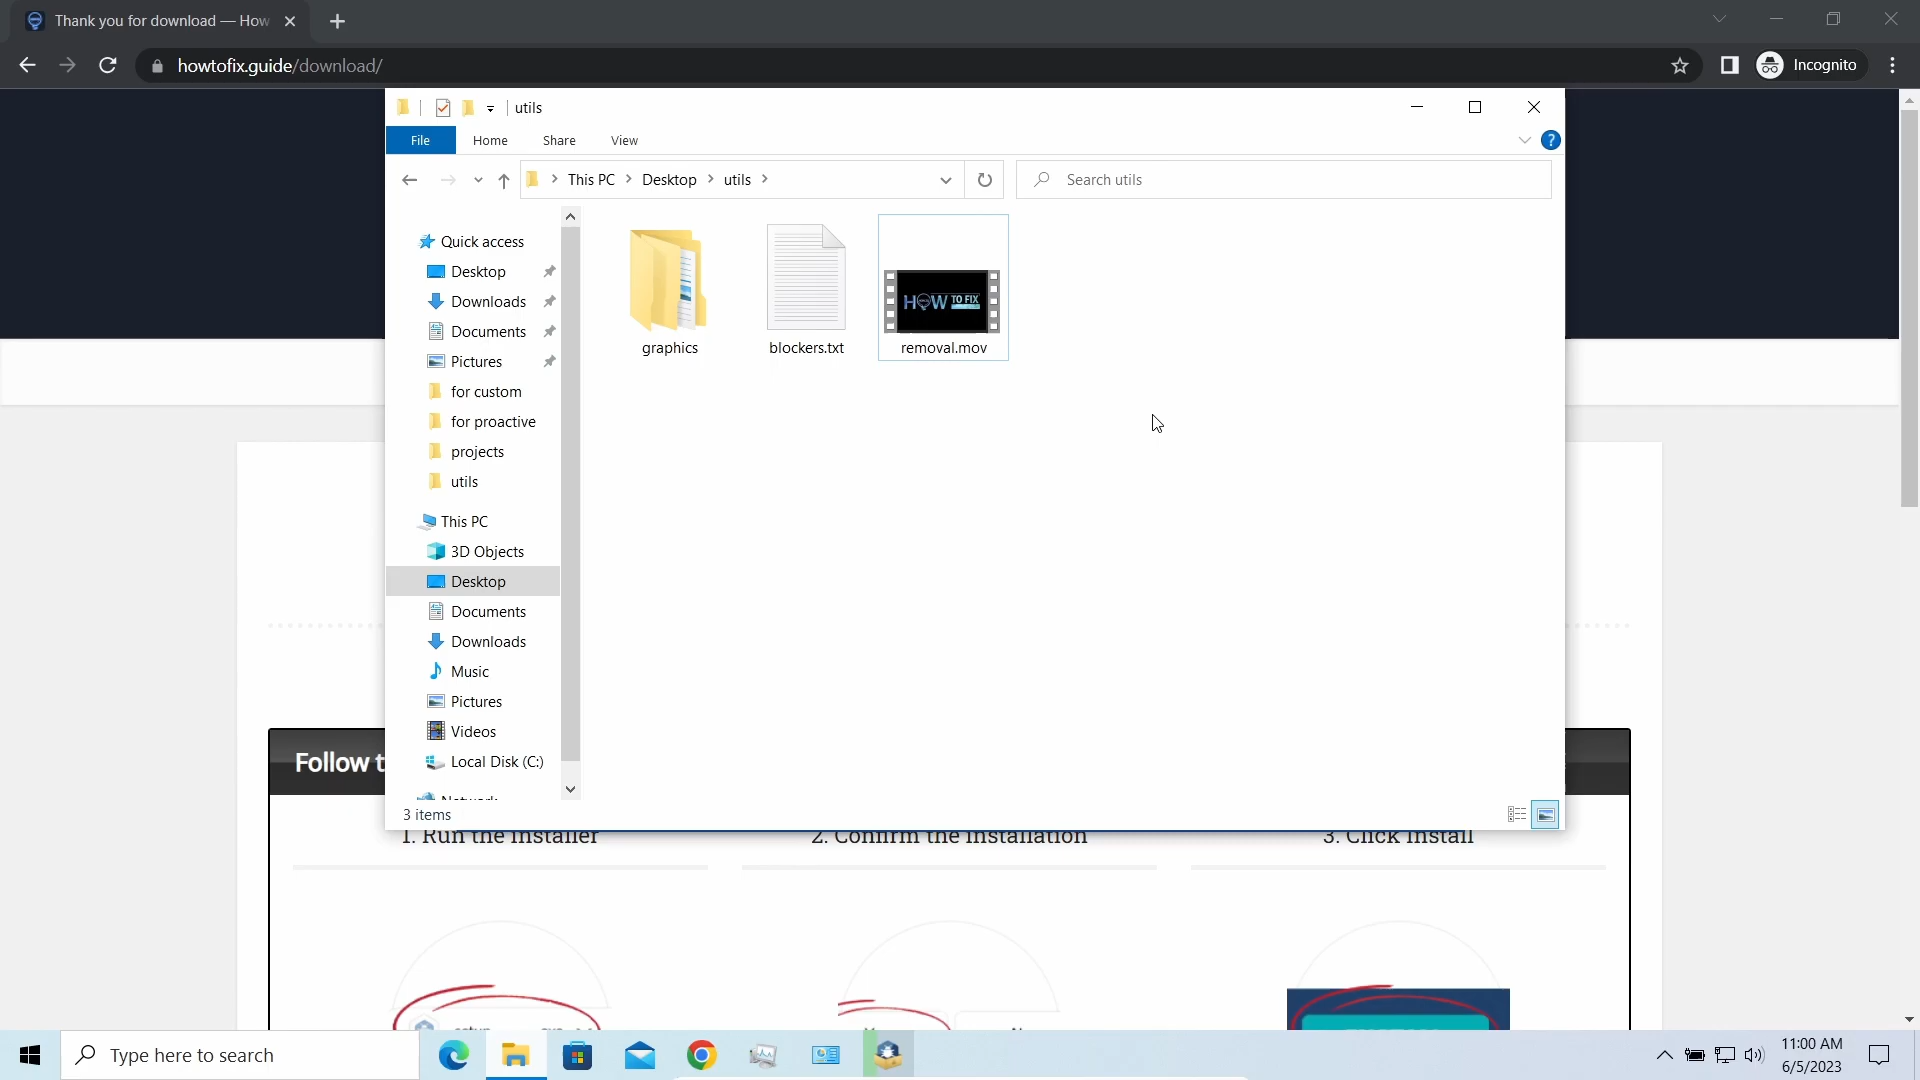 Thank you for download — How
howtofix.guide/download/
Incognito
utils
File Home Share View
This PC Desktop utils
Search utils
Quick access
Desktop
Downloads
Documents
Pictures
for custom
for proactive
projects
utils
This PC
3D Objects
Desktop
Documents
Downloads
Music
Pictures
Videos
Local Disk (C:)
Network
graphics
blockers.txt
HOW TO FIX
removal.mov
3 items
Follow t
1. Run the Installer
2. Confirm the installation
3. Click Install
Type here to search
11:00 AM
6/5/2023